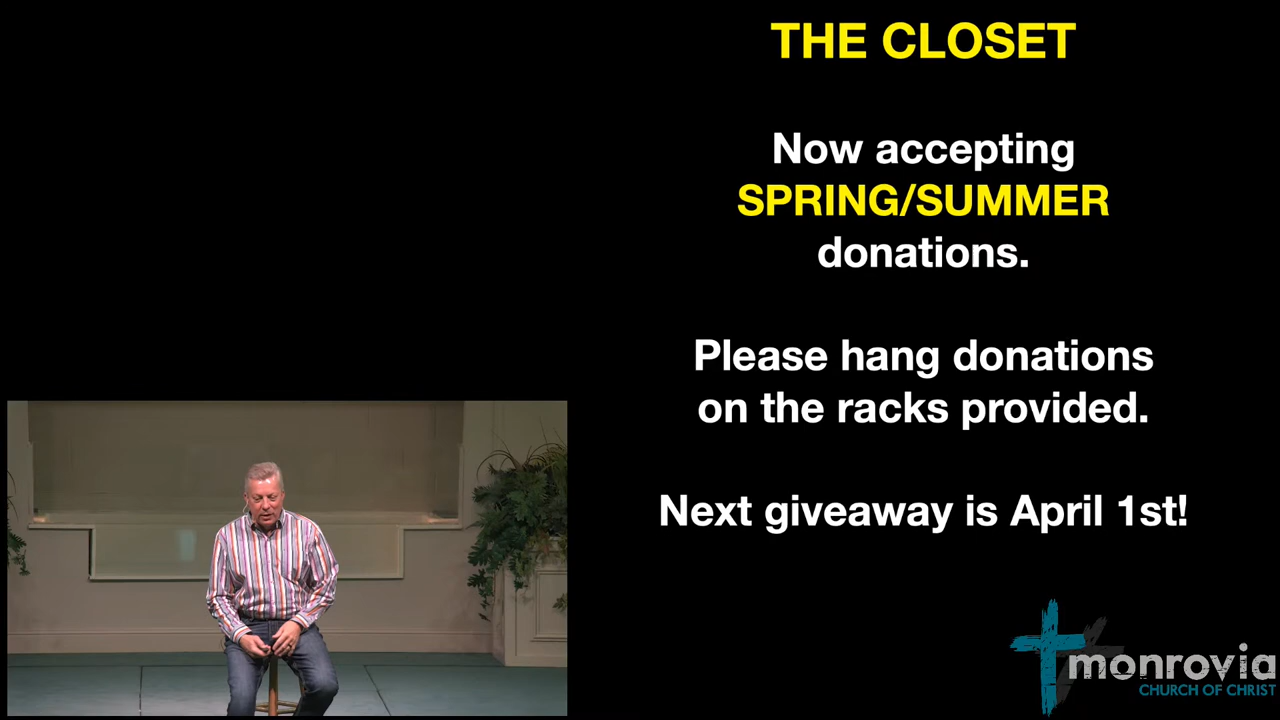 THE CLOSET
Now accepting
SPRING/SUMMER
donations.
Please hang donations
on the racks provided.
Next giveaway is April 1st!
monrovia
CHURCH OF CHRIST